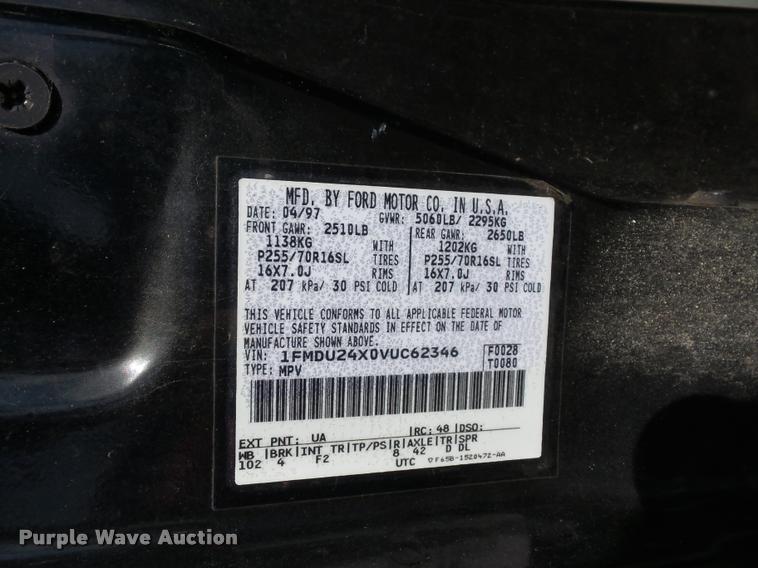 MFD. BY FORD MOTOR CO. IN U.S.A.
DATE: 04/97 GVWR: 5060LB/ 2295KG
FRONT GAWR: 2510LB REAR GAWR: 2650LB
1138KG WITH 1202KG WITH
P255/70R16SL TIRES P255/70R16SL TIRES
16X7.0J RIMS 16X7.0J RIMS
AT 207 kPa/ 30 PSI COLD AT 207 kPa/ 30 PSI COLD
THIS VEHICLE CONFORMS TO ALL APPLICABLE FEDERAL MOTOR
VEHICLE SAFETY STANDARDS IN EFFECT ON THE DATE OF
MANUFACTURE SHOWN ABOVE.
VIN: 1FMDU24X0VUC62346 F0028
TYPE: MPV T0080
EXT PNT: UA RC: 48 DSO:
WB BRK INT TR TP/PS R AXLE TR SPR
102 4 F2 8 42 D DL
UTC F65B-1520472-AA
Purple Wave Auction